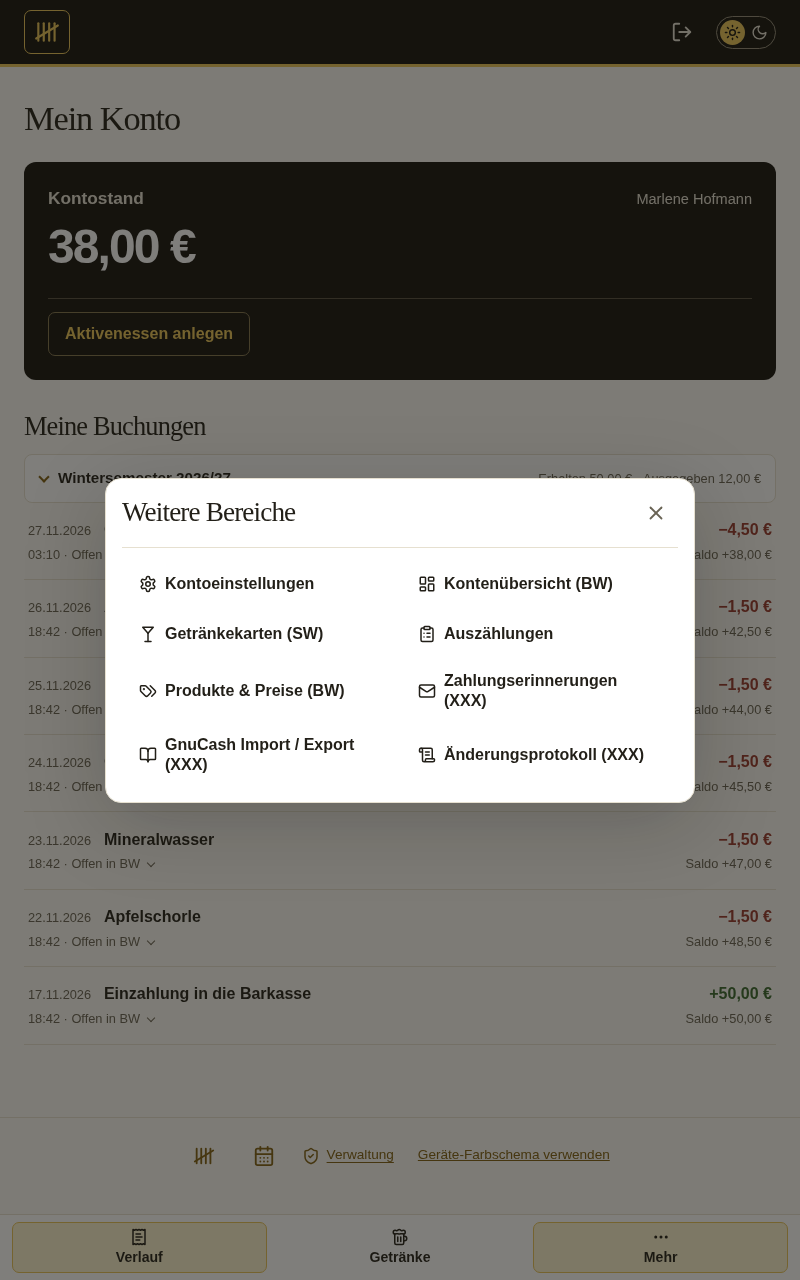 Mein Konto
Kontostand
Marlene Hofmann
38,00 €
Aktivenessen anlegen
Meine Buchungen
Wintersemester 2026/27
Erhalten 50,00 € · Ausgegeben 12,00 €
Weitere Bereiche
Kontoeinstellungen
Kontenübersicht (BW)
Getränkekarten (SW)
Auszählungen
Produkte & Preise (BW)
Zahlungserinnerungen
(XXX)
GnuCash Import / Export
(XXX)
Änderungsprotokoll (XXX)
27.11.2026
−4,50 €
03:10 · Offen
Saldo +38,00 €
26.11.2026
−1,50 €
18:42 · Offen
Saldo +42,50 €
25.11.2026
−1,50 €
18:42 · Offen
Saldo +44,00 €
24.11.2026
−1,50 €
18:42 · Offen
Saldo +45,50 €
23.11.2026 Mineralwasser
−1,50 €
18:42 · Offen in BW
Saldo +47,00 €
22.11.2026 Apfelschorle
−1,50 €
18:42 · Offen in BW
Saldo +48,50 €
17.11.2026 Einzahlung in die Barkasse
+50,00 €
18:42 · Offen in BW
Saldo +50,00 €
Verwaltung
Geräte-Farbschema verwenden
Verlauf
Getränke
Mehr